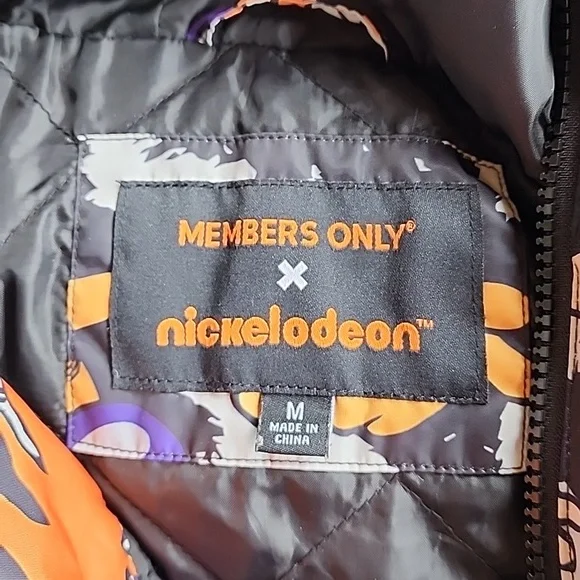 MEMBERS ONLY®
×
nickelodeon™
M
MADE IN
CHINA